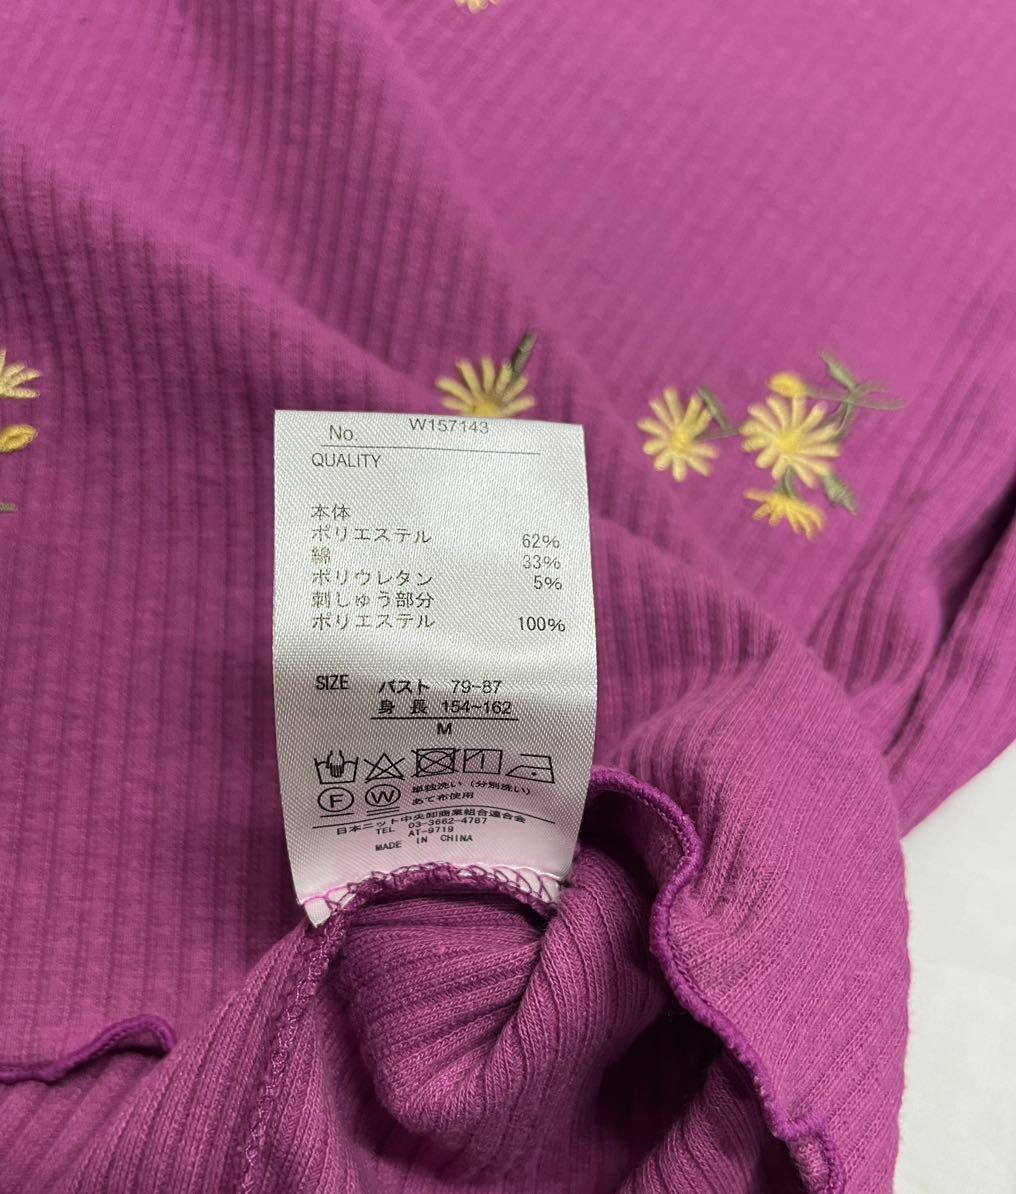 No. W157143
QUALITY
本体
ポリエステル 62%
綿 33%
ポリウレタン 5%
刺しゅう部分
ポリエステル 100%
SIZE バスト 79-87
身長 154~162
M
単独洗い (分別洗い)
F W あて布使用
日本ニット中央卸商業組合連合会
TEL 03-3662-4787
AT-9719
MADE IN CHINA